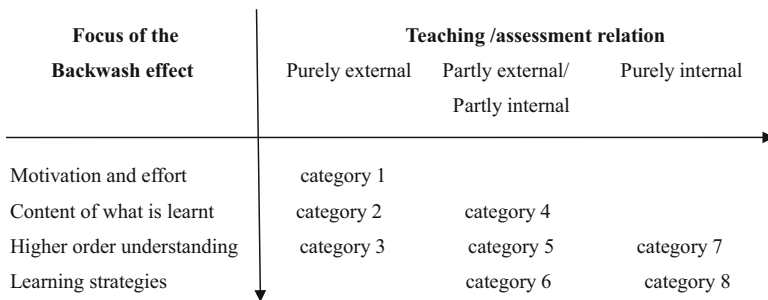 Focus of the Teaching /assessment relation
Backwash effect Purely external Partly external/ Purely internal
Partly internal
Motivation and effort category 1
Content of what is learnt category 2 category 4
Higher order understanding category 3 category 5 category 7
Learning strategies category 6 category 8